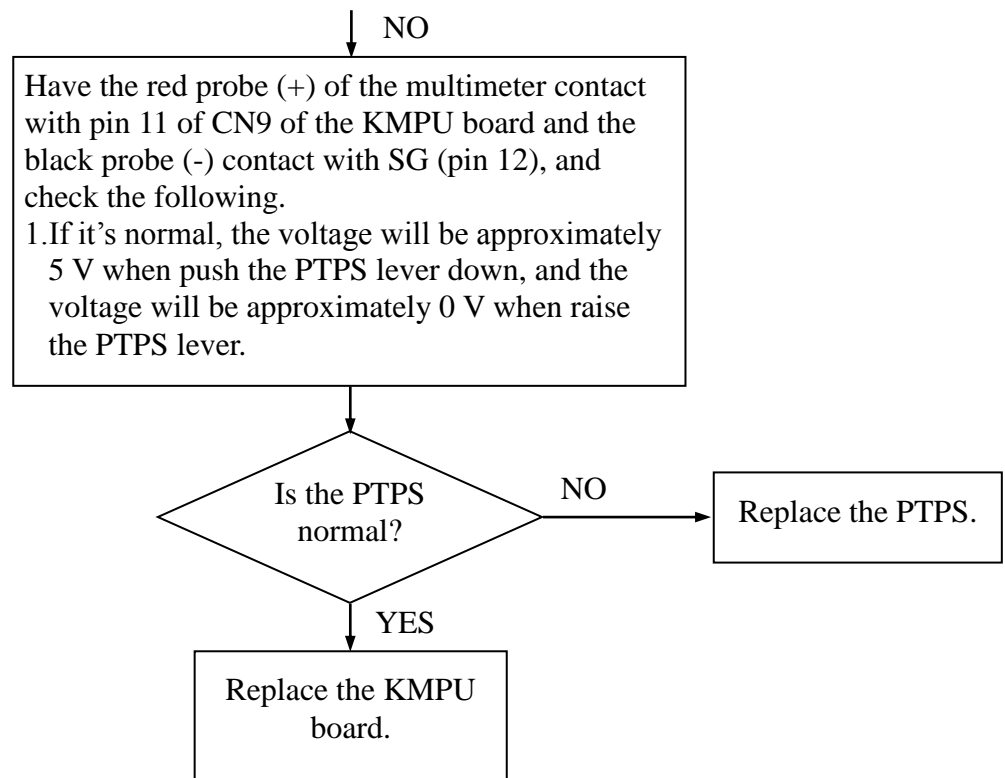 NO
Have the red probe (+) of the multimeter contact
with pin 11 of CN9 of the KMPU board and the
black probe (-) contact with SG (pin 12), and
check the following.
1.If it’s normal, the voltage will be approximately
5 V when push the PTPS lever down, and the
voltage will be approximately 0 V when raise
the PTPS lever.
Is the PTPS
normal?
NO
Replace the PTPS.
YES
Replace the KMPU
board.